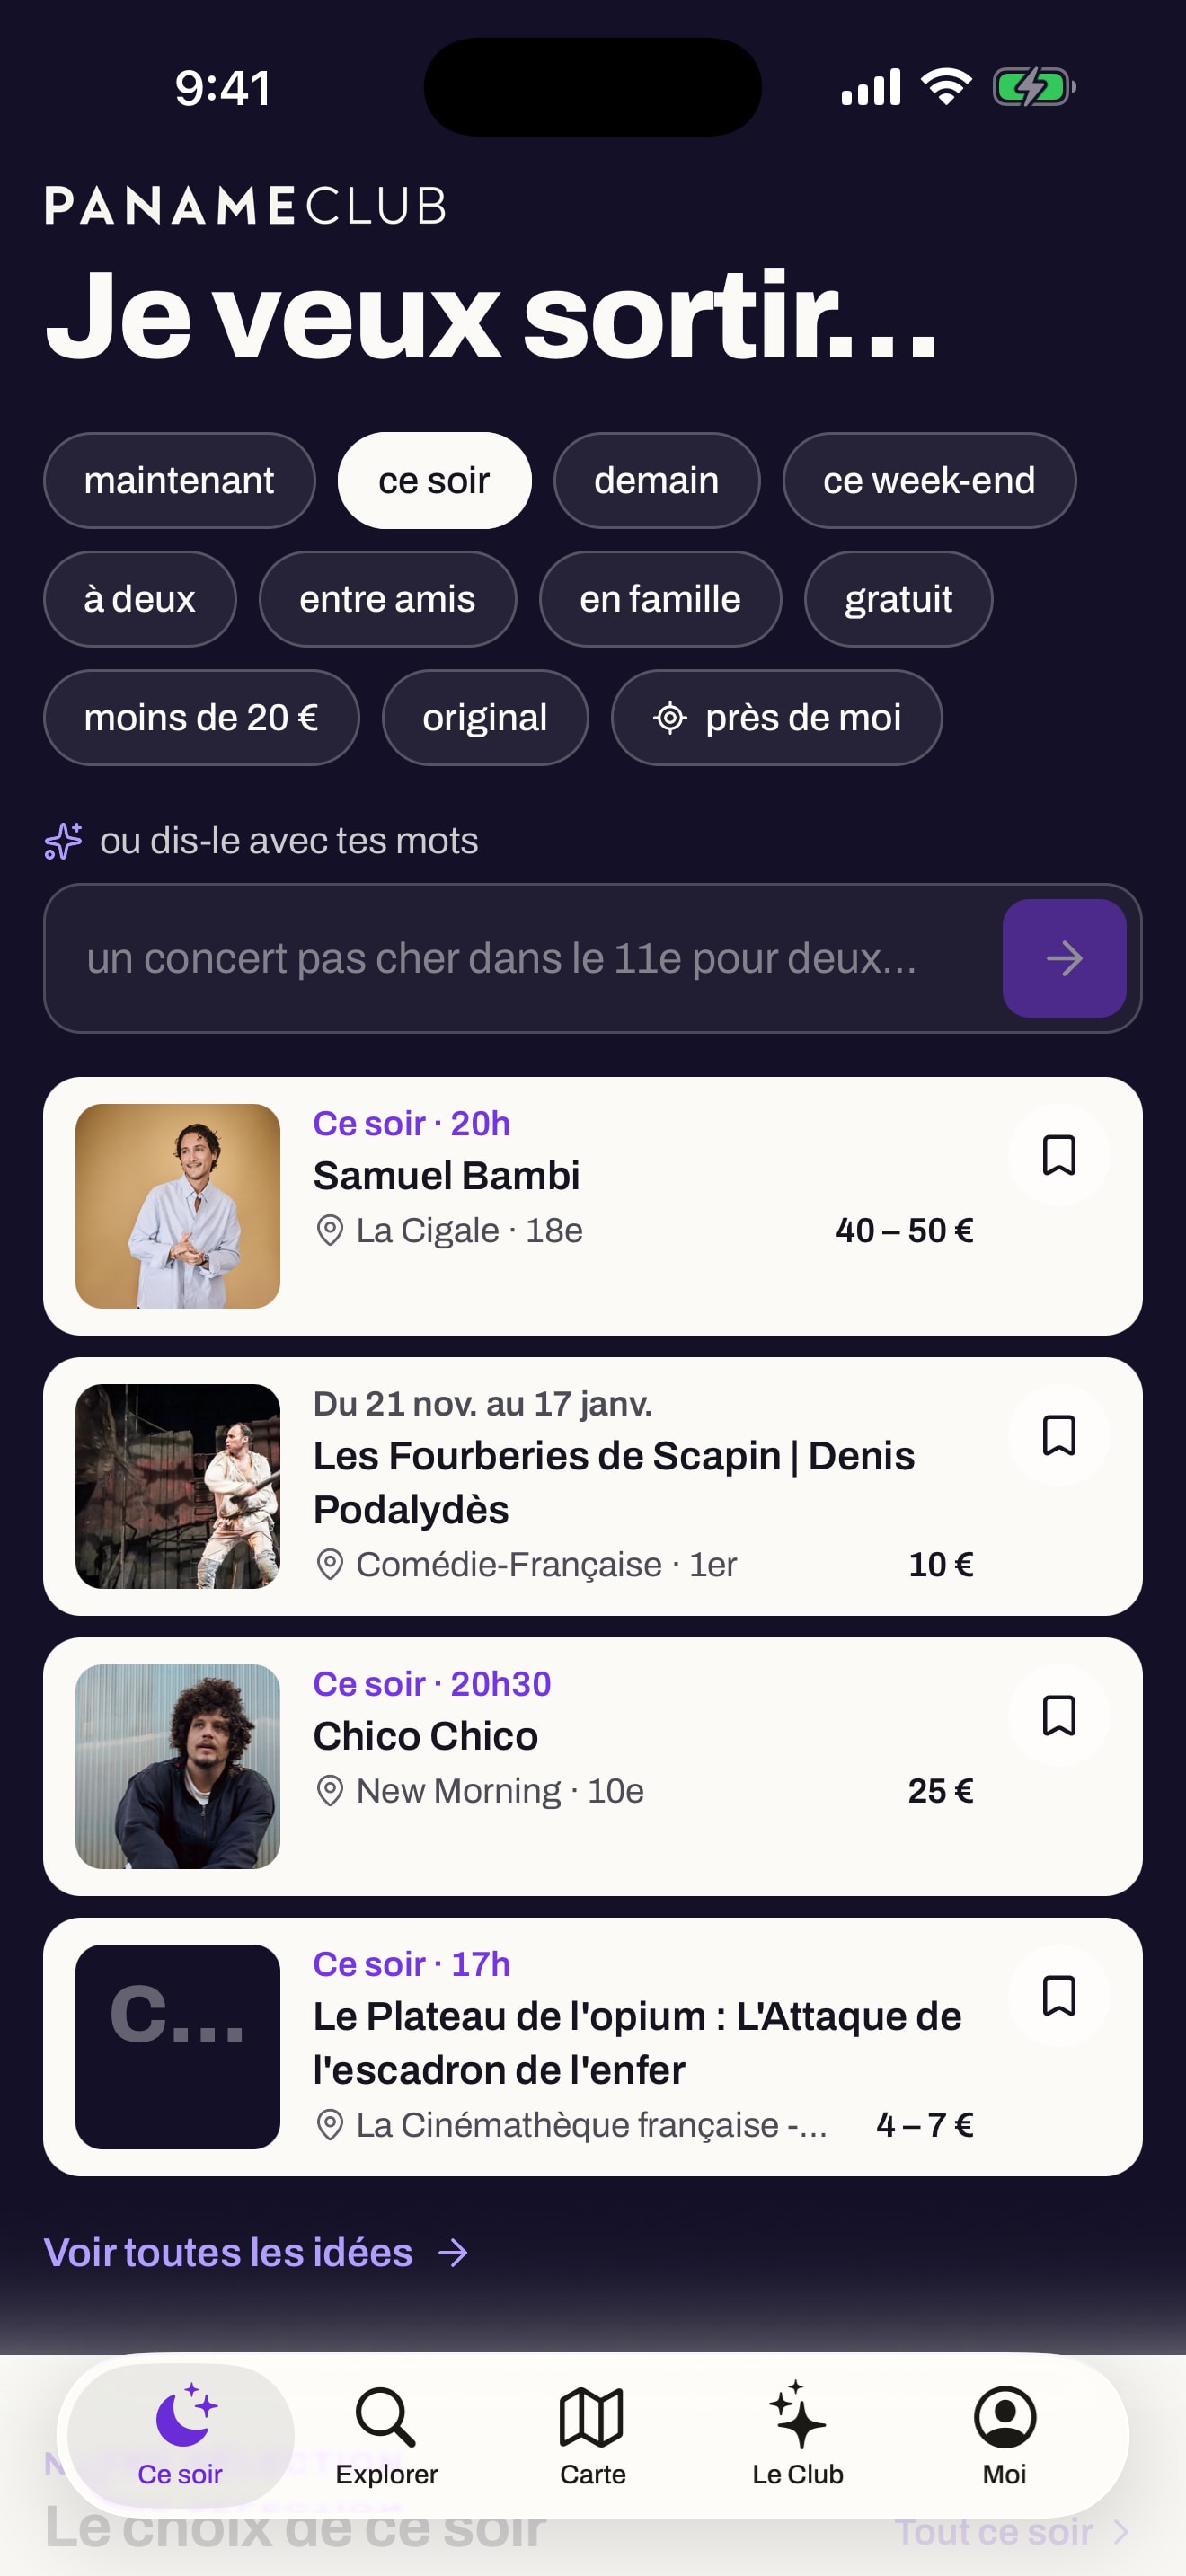 9:41
PANAMECLUB
Je veux sortir...
maintenant
ce soir
demain
ce week-end
à deux
entre amis
en famille
gratuit
moins de 20 €
original
près de moi
ou dis-le avec tes mots
un concert pas cher dans le 11e pour deux...
Ce soir · 20h
Samuel Bambi
La Cigale · 18e
40 – 50 €
Du 21 nov. au 17 janv.
Les Fourberies de Scapin | Denis
Podalydès
Comédie-Française · 1er
10 €
Ce soir · 20h30
Chico Chico
New Morning · 10e
25 €
C...
Ce soir · 17h
Le Plateau de l'opium : L'Attaque de
l'escadron de l'enfer
La Cinémathèque française -...
4 – 7 €
Voir toutes les idées
Ce soir
Explorer
Carte
Le Club
Moi
Le choix de ce soir
Tout ce soir